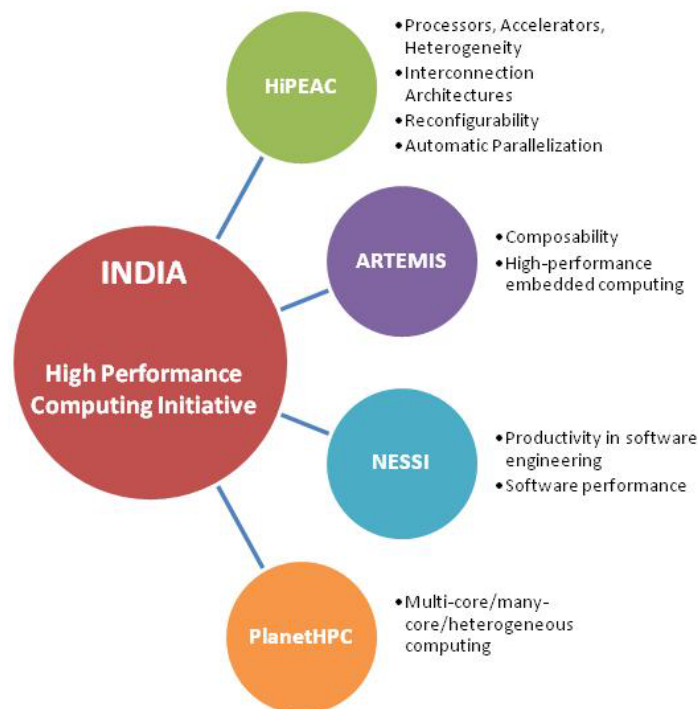 HiPEAC
•Processors, Accelerators,
Heterogeneity
•Interconnection
Architectures
•Reconfigurability
•Automatic Parallelization
INDIA
High Performance
Computing Initiative
ARTEMIS
•Composability
•High-performance
embedded computing
NESSI
•Productivity in software
engineering
•Software performance
PlanetHPC
•Multi-core/many-
core/heterogeneous
computing